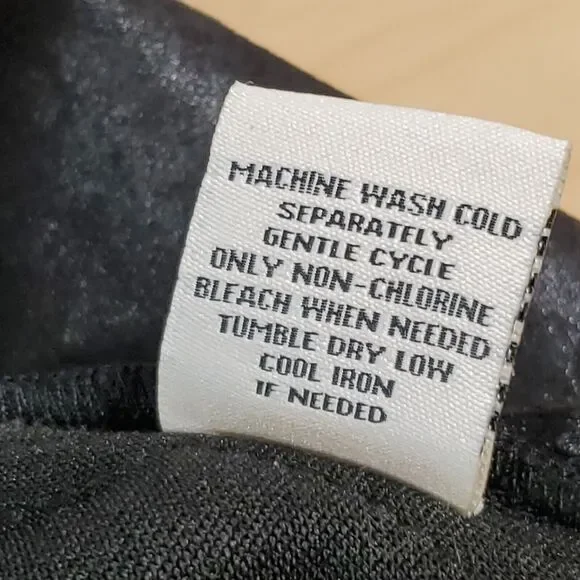 MACHINE WASH COLD
SEPARATELY
GENTLE CYCLE
ONLY NON-CHLORINE
BLEACH WHEN NEEDED
TUMBLE DRY LOW
COOL IRON
IF NEEDED